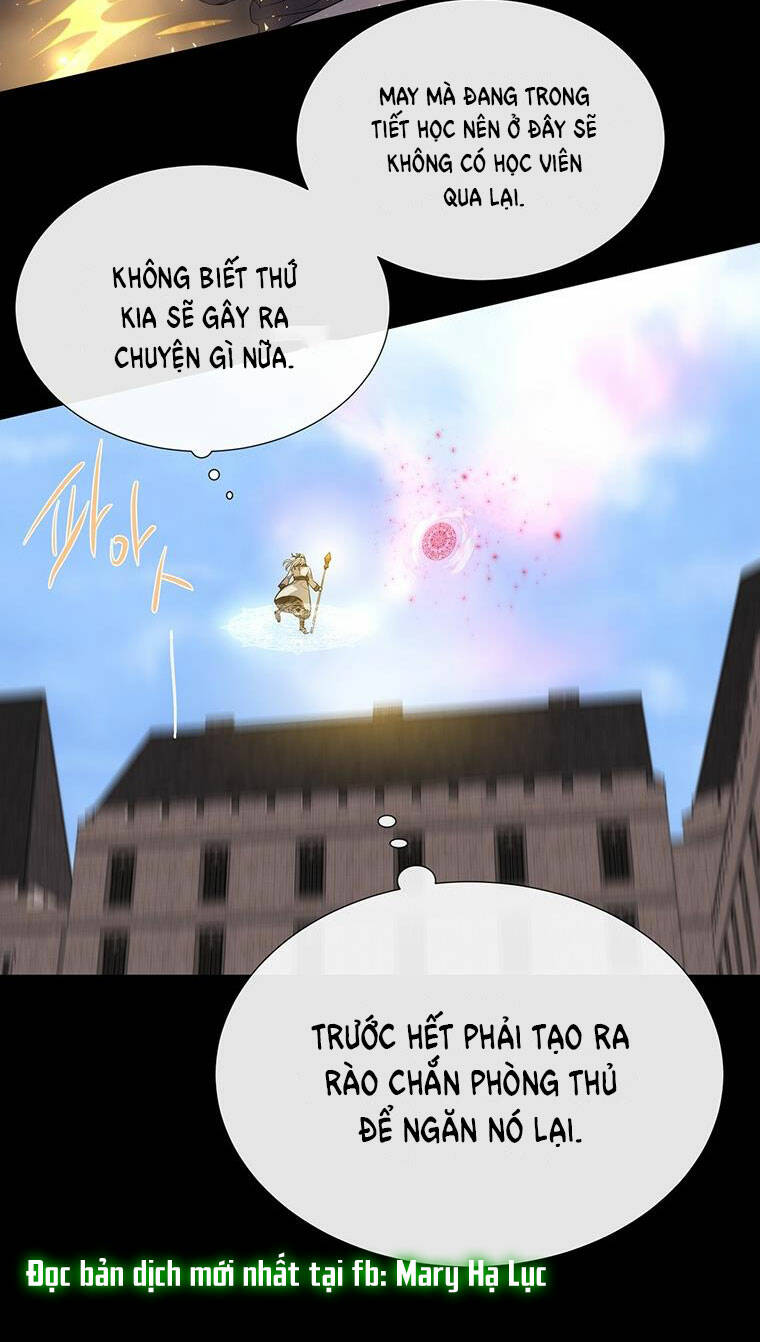 MAY MÀ ĐANG TRONG
TIẾT HỌC NÊN Ở ĐÂY SẼ
KHÔNG CÓ HỌC VIÊN
QUA LẠI.
KHÔNG BIẾT THỨ
KIA SẼ GÂY RA
CHUYỆN GÌ NỮA.
파아앗
TRƯỚC HẾT PHẢI TẠO RA
RÀO CHẮN PHÒNG THỦ
ĐỂ NGĂN NÓ LẠI.
Đọc bản dịch mới nhất tại fb: Mary Hạ Lục